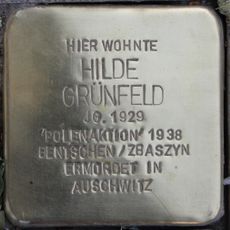 HIER WOHNTE
HILDE
GRÜNFELD
JG. 1929
'POLENAKTION' 1938
BENTSCHEN/ZBASZYN
ERMORDET IN
AUSCHWITZ